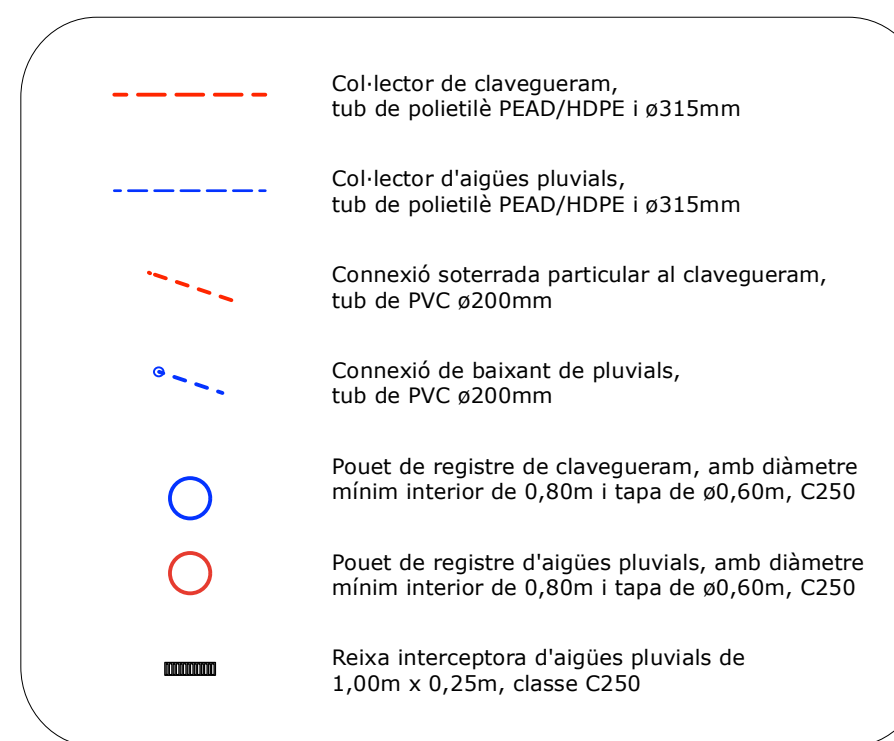 Col·lector de clavegueram,
tub de polietilè PEAD/HDPE i ø315mm
Col·lector d'aigües pluvials,
tub de polietilè PEAD/HDPE i ø315mm
Connexió soterrada particular al clavegueram,
tub de PVC ø200mm
Connexió de baixant de pluvials,
tub de PVC ø200mm
Pouet de registre de clavegueram, amb diàmetre
mínim interior de 0,80m i tapa de ø0,60m, C250
Pouet de registre d'aigües pluvials, amb diàmetre
mínim interior de 0,80m i tapa de ø0,60m, C250
Reixa interceptora d'aigües pluvials de
1,00m x 0,25m, classe C250